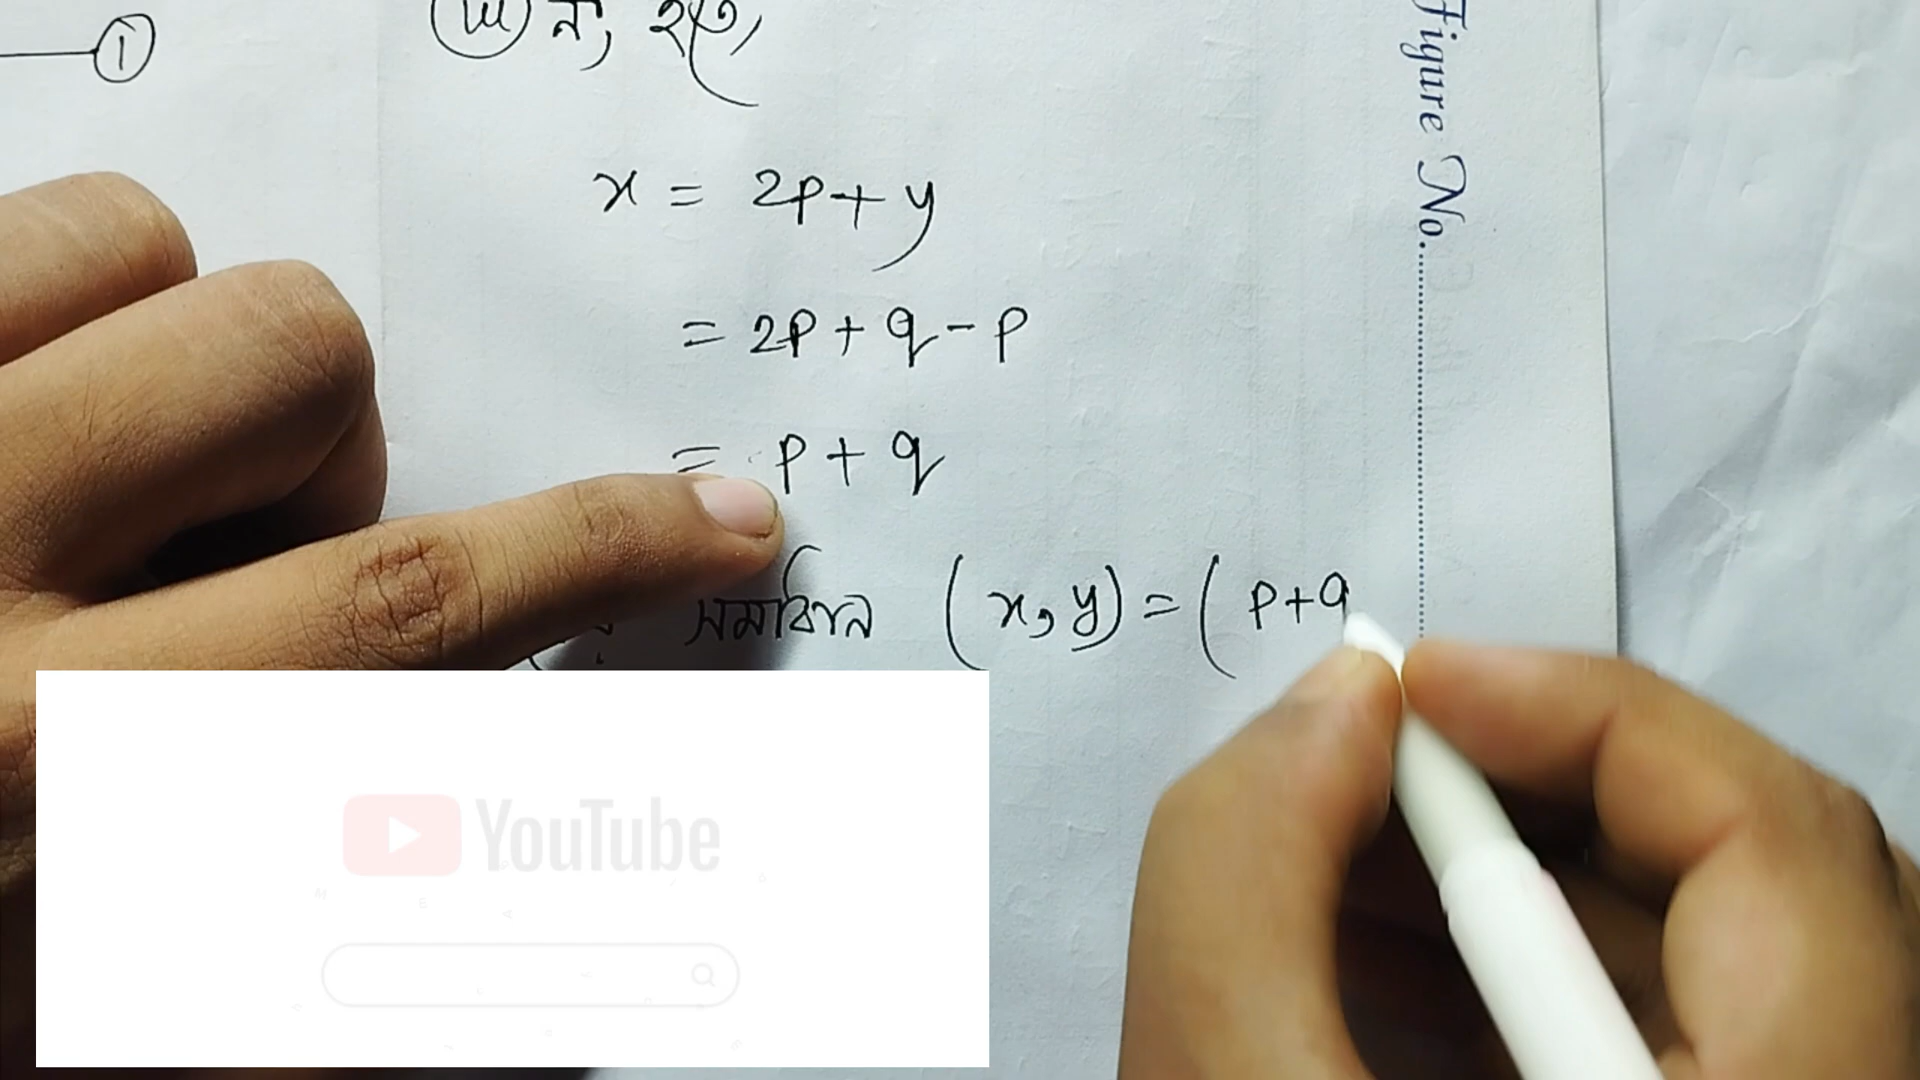 1
(iii) নং হতে,
x = 2p + y
= 2p + q - p
= p + q
সমাধান (x, y) = ( p+q
Figure No.
YouTube